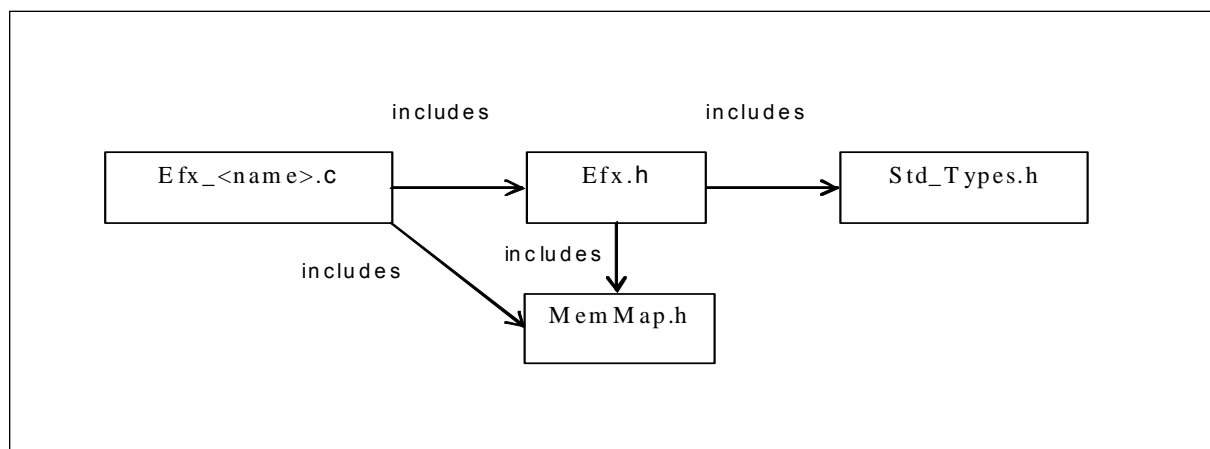 includes
includes
Efx_<name>.c
Efx.h
Std_Types.h
includes
includes
MemMap.h